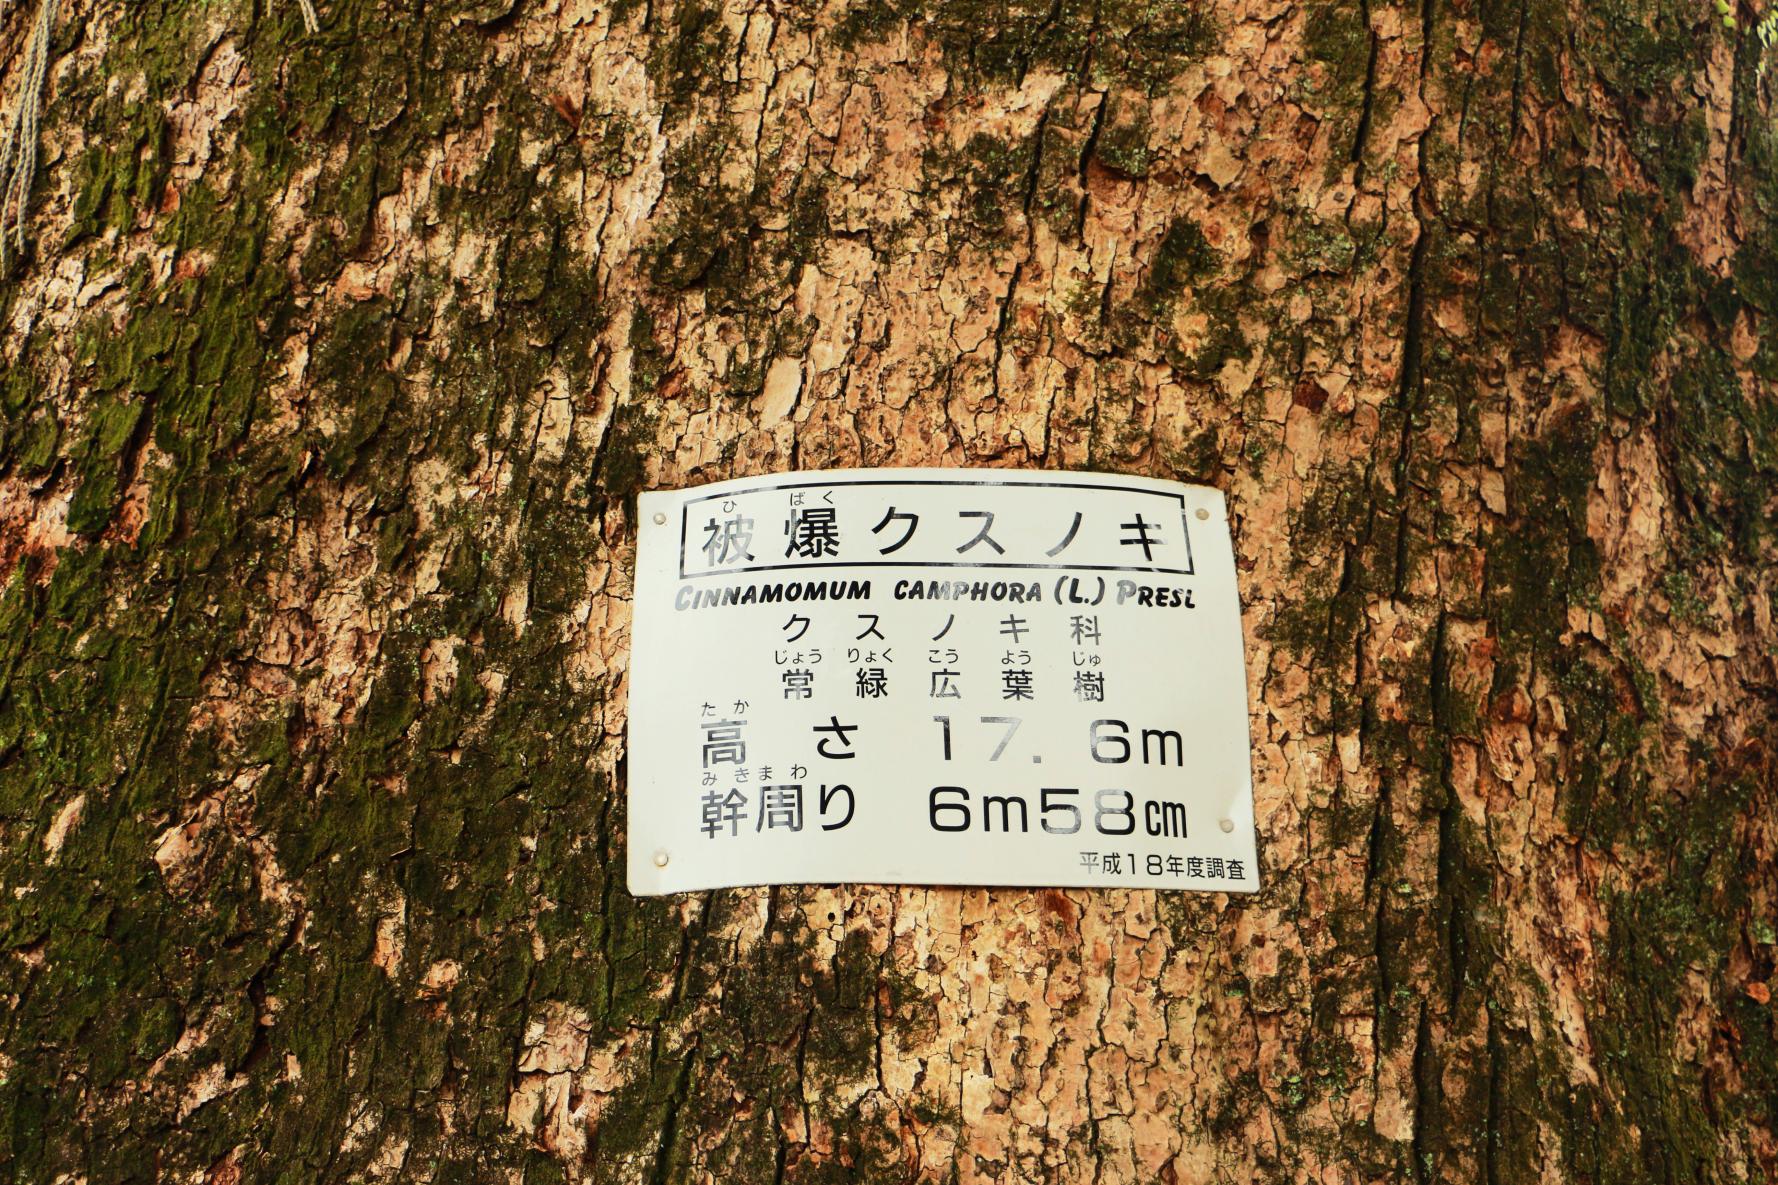 ひ ばく
被爆クスノキ
CINNAMOMUM CAMPHORA (L.) PRESL
クスノキ科
じょう りょく こう よう じゅ
常緑広葉樹
たか
高さ 17.6m
みきまわ
幹周り 6m58㎝
平成18年度調査